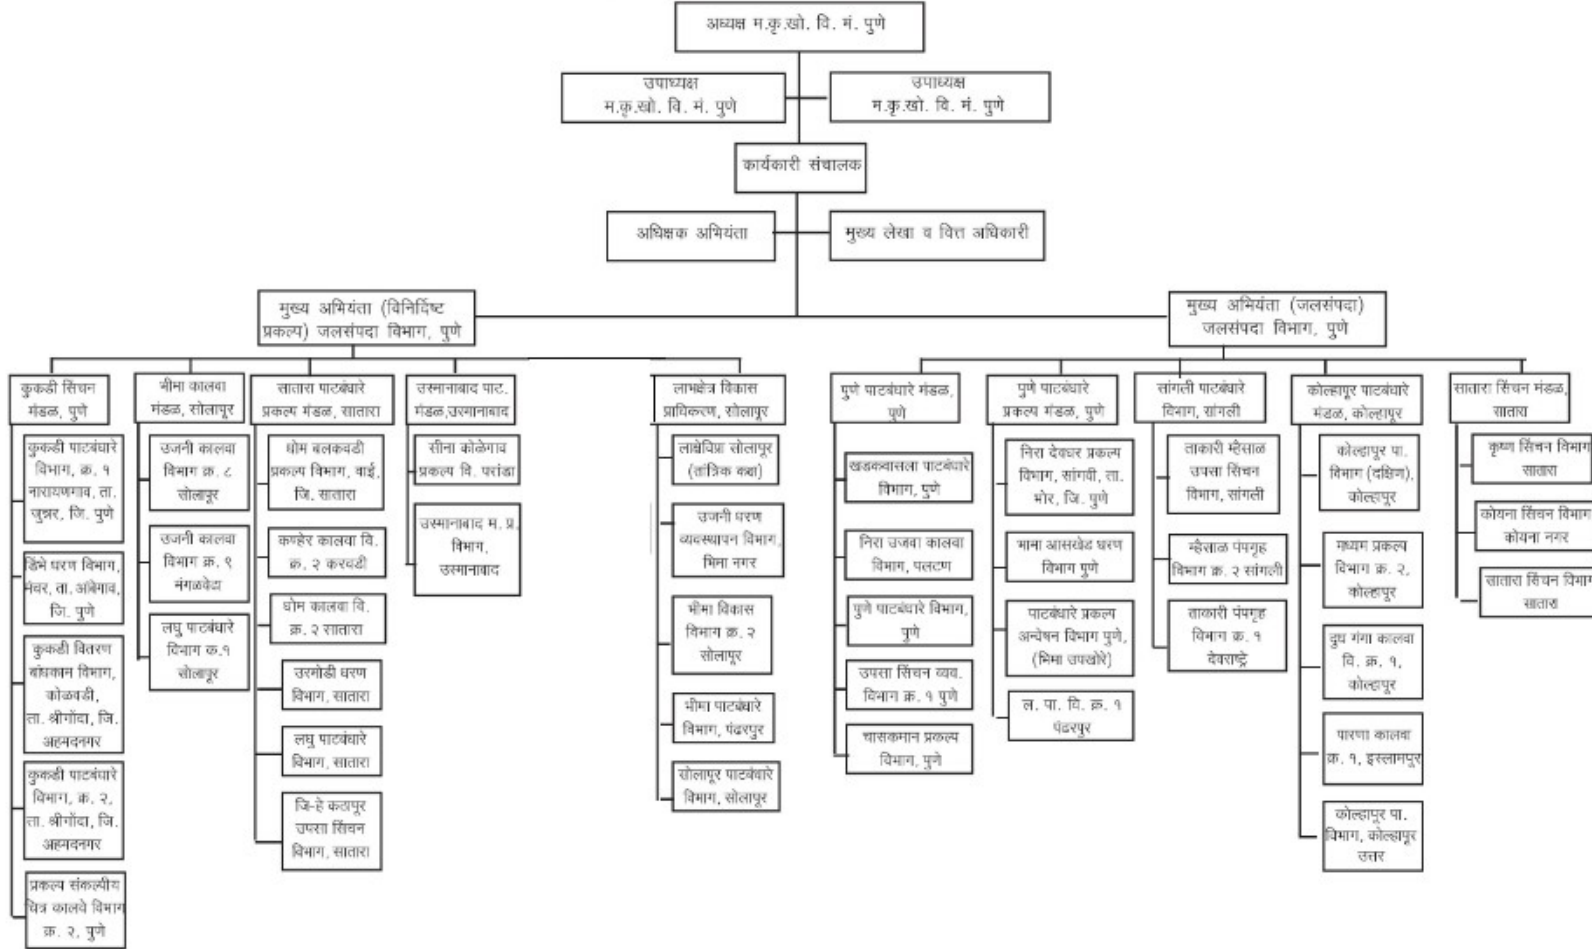 अध्यक्ष म.कृ.खो. वि. मं. पुणे
उपाध्यक्ष
म.कृ.खो. वि. मं. पुणे
उपाध्यक्ष
म.कृ.खो. वि. मं. पुणे
कार्यकारी संचालक
अधिक्षक अभियंता
मुख्य लेखा व वित्त अधिकारी
मुख्य अभियंता (विनिर्दिष्ट
प्रकल्प) जलसंपदा विभाग, पुणे
मुख्य अभियंता (जलसंपदा)
जलसंपदा विभाग, पुणे
कुकडी सिंचन
मंडळ, पुणे
कुकडी पाटबंधारे
विभाग, क्र. १
नारायणगाव, ता.
जुन्नर, जि. पुणे
डिंभे धरण विभाग,
मंचर, ता. आंबेगाव,
जि. पुणे
कुकडी वितरण
बांधकाम विभाग,
कोळवडी,
ता. श्रीगोंदा, जि.
अहमदनगर
कुकडी पाटबंधारे
विभाग, क्र. २,
ता. श्रीगोंदा, जि.
अहमदनगर
प्रकल्प संकल्पीय
चित्र कालवे विभाग
क्र. २, पुणे
भीमा कालवा
मंडळ, सोलापूर
उजनी कालवा
विभाग क्र. ८
सोलापूर
उजनी कालवा
विभाग क्र. ९
मंगळवेढा
लघु पाटबंधारे
विभाग क.१
सोलापूर
सातारा पाटबंधारे
प्रकल्प मंडळ, सातारा
धोम बलकवडी
प्रकल्प विभाग, वाई,
जि. सातारा
कण्हेर कालवा वि.
क्र. २ करवडी
धोम कालवा वि.
क्र. २ सातारा
उरमोडी धरण
विभाग, सातारा
लघु पाटबंधारे
विभाग, सातारा
जि-हे कठापूर
उपसा सिंचन
विभाग, सातारा
उस्मानाबाद पाट.
मंडळ,उस्मानाबाद
सीना कोळेगाव
प्रकल्प वि. परांडा
उस्मानाबाद म. प्र.
विभाग,
उस्मानाबाद
लाभक्षेत्र विकास
प्राधिकरण, सोलापूर
लाक्षेविप्रा सोलापूर
(तांत्रिक कक्ष)
उजनी धरण
व्यवस्थापन विभाग,
भिमा नगर
भीमा विकास
विभाग क्र. २
सोलापूर
भीमा पाटबंधारे
विभाग, पंढरपुर
सोलापूर पाटबंधारे
विभाग, सोलापूर
पुणे पाटबंधारे मंडळ,
पुणे
खडकवासला पाटबंधारे
विभाग, पुणे
निरा उजवा कालवा
विभाग, पलटण
पुणे पाटबंधारे विभाग,
पुणे
उपसा सिंचन व्यव.
विभाग क्र. १ पुणे
चासकमान प्रकल्प
विभाग, पुणे
पुणे पाटबंधारे
प्रकल्प मंडळ, पुणे
निरा देवघर प्रकल्प
विभाग, सांगवी, ता.
भोर, जि. पुणे
भामा आसखेड धरण
विभाग पुणे
पाटबंधारे प्रकल्प
अन्वेषन विभाग पुणे,
(भिमा उपखोरे)
ल. पा. वि. क्र. १
पंढरपुर
सांगली पाटबंधारे
विभाग, सांगली
ताकारी म्हैसाळ
उपसा सिंचन
विभाग, सांगली
म्हैसाळ पंपगृह
विभाग क्र. २ सांगली
ताकारी पंपगृह
विभाग क्र. १
देवराष्ट्रे
कोल्हापूर पाटबंधारे
मंडळ, कोल्हापूर
कोल्हापूर पा.
विभाग (दक्षिण),
कोल्हापूर
मध्यम प्रकल्प
विभाग क्र. २,
कोल्हापूर
दुध गंगा कालवा
वि. क्र. १,
कोल्हापूर
पारणा कालवा
क्र. १, इस्लामपुर
कोल्हापूर पा.
विभाग, कोल्हापूर
उत्तर
सातारा सिंचन मंडळ,
सातारा
कृष्ण सिंचन विभाग
सातारा
कोयना सिंचन विभाग
कोयना नगर
सातारा सिंचन विभाग
सातारा